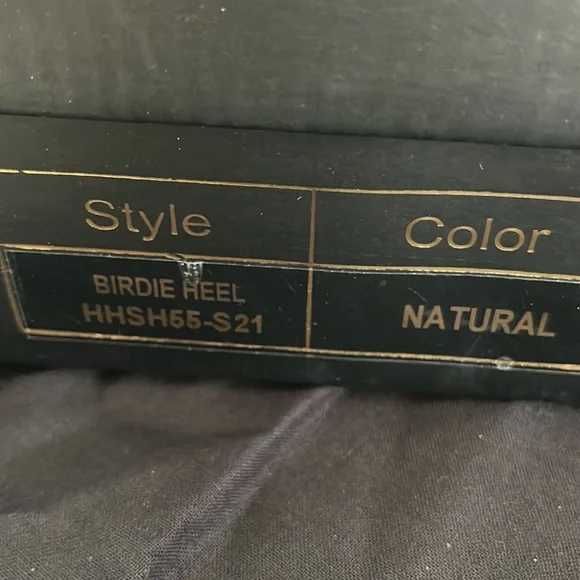 Style
Color
BIRDIE HEEL
HHSH55-S21
NATURAL